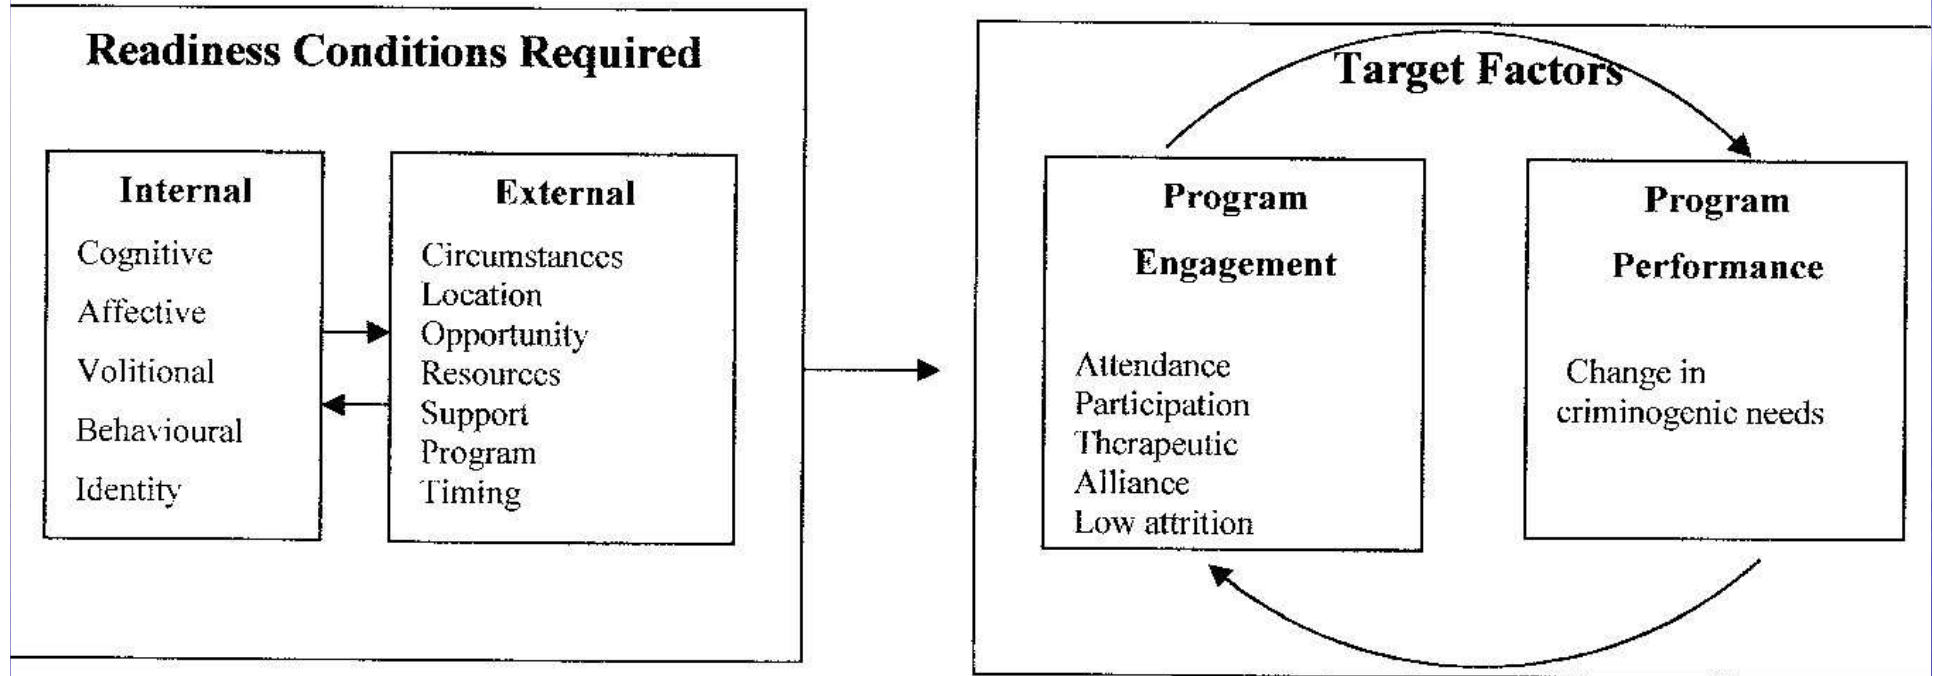 Readiness Conditions Required
Internal
Cognitive
Affective
Volitional
Behavioural
Identity
External
Circumstances
Location
Opportunity
Resources
Support
Program
Timing
Target Factors
Program
Engagement
Attendance
Participation
Therapeutic
Alliance
Low attrition
Program
Performance
Change in
criminogenic needs